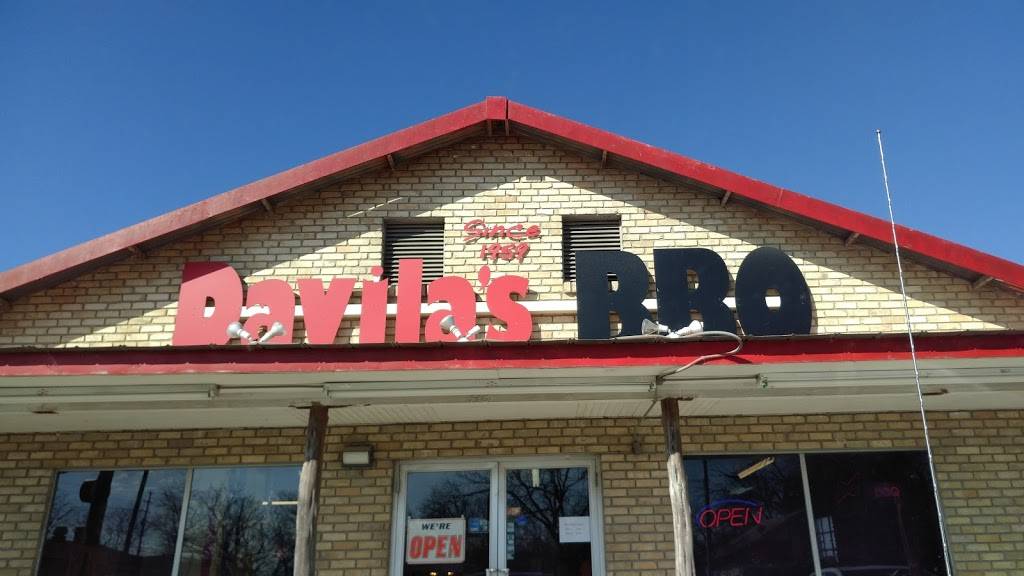 Since
1959
Davila's BBQ
WE'RE
OPEN
OPEN